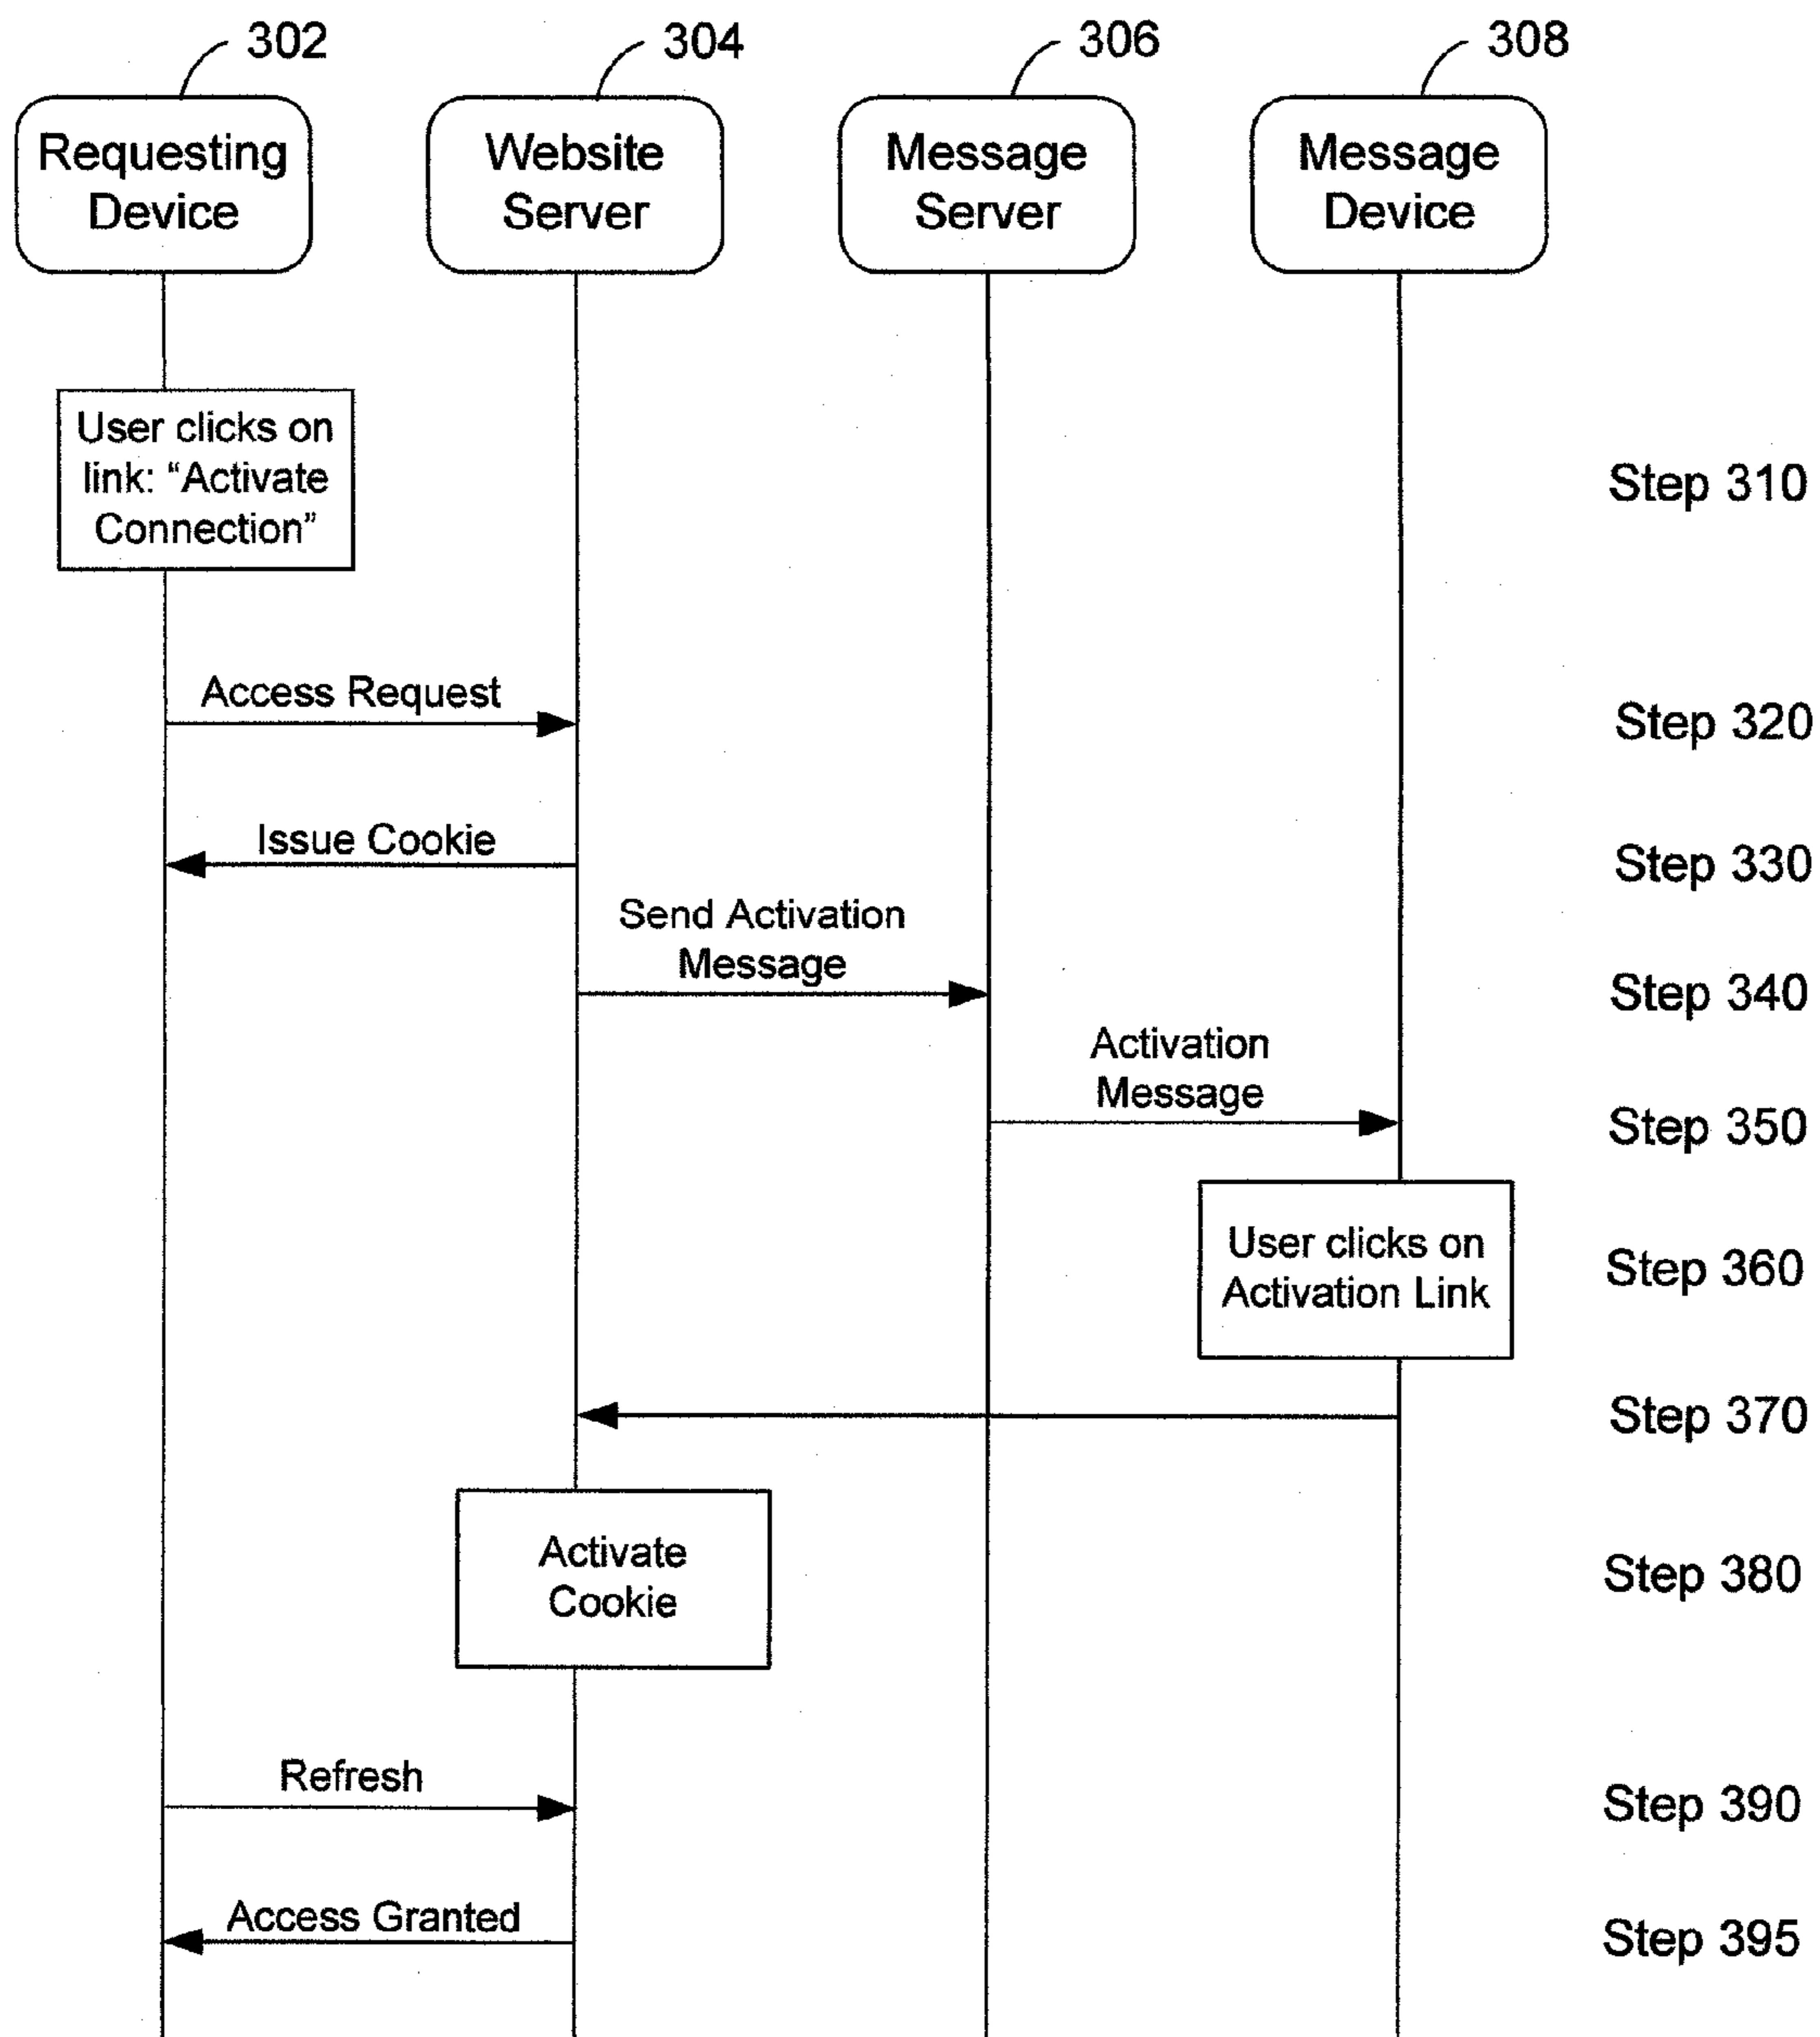 302
304
306
308
Requesting
Device
Website
Server
Message
Server
Message
Device
User clicks on
link: “Activate
Connection”
Step 310
Access Request
Step 320
Issue Cookie
Step 330
Send Activation
Message
Step 340
Activation
Message
Step 350
User clicks on
Activation Link
Step 360
Step 370
Activate
Cookie
Step 380
Refresh
Step 390
Access Granted
Step 395